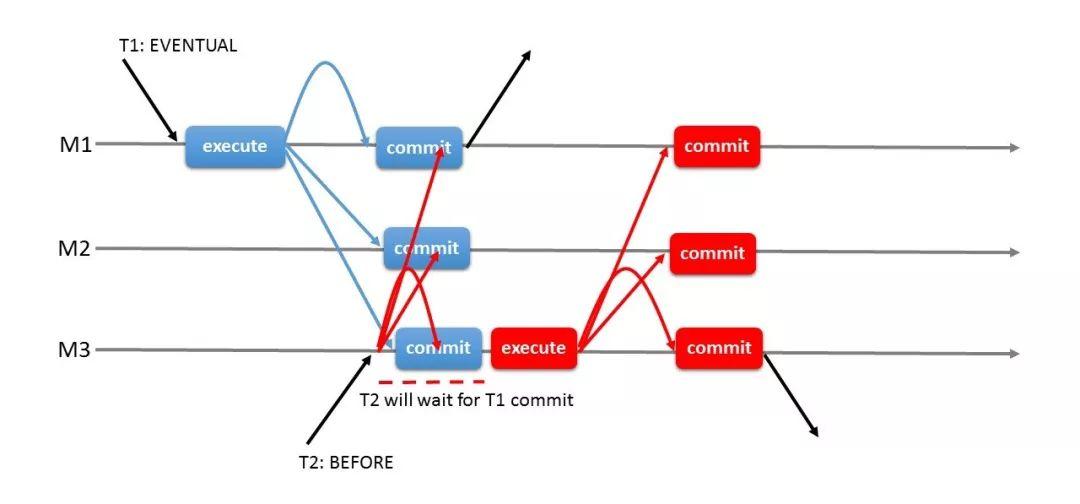 T1: EVENTUAL
M1
execute
commit
commit
M2
commit
commit
M3
commit
execute
commit
T2 will wait for T1 commit
T2: BEFORE